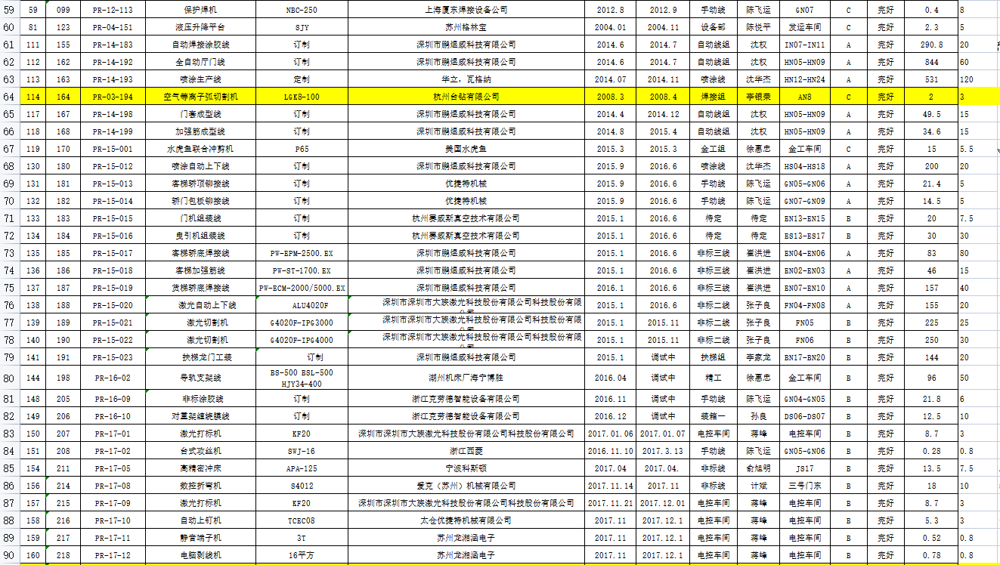 59 59 099 PR-12-113 保护焊机 NBC-250 上海厦东焊接设备公司 2012.8 2012.9 手动线 陈飞运 GN07 C 完好 0.4 8
60 81 123 PR-04-151 液压升降平台 SJY 苏州格林宝 2004.01 2004.11 设备部 陈悦平 发运车间 C 完好 2.3 5
61 111 155 PR-14-183 自动焊接涂胶线 订制 深圳市鹏煜威科技有限公司 2014.6 2014.7 自动线组 沈权 IN07-IN11 A 完好 290.8 20
62 112 162 PR-14-192 全自动厅门线 订制 深圳市鹏煜威科技有限公司 2014.6 2014.7 自动线组 沈权 HN05-HN09 A 完好 844 60
63 113 163 PR-14-193 喷涂生产线 定制 华立，瓦格纳 2014.07 2014.11 喷涂线 沈华杰 HN12-HN24 A 完好 531 120
64 114 164 PR-03-194 空气等离子弧切割机 LGK8-100 杭州台钻有限公司 2008.3 2008.4 焊接组 李银荣 AN8 C 完好 2 3
65 117 167 PR-14-198 门套成型线 订制 深圳市鹏煜威科技有限公司 2014.4 2014.12 自动线组 沈权 HN05-HN09 A 完好 49.5 15
66 118 168 PR-14-199 加强筋成型线 订制 深圳市鹏煜威科技有限公司 2014.8 2015.4 自动线组 沈权 HN05-HN09 A 完好 34.6 15
67 119 170 PR-15-001 水虎鱼联合冲剪机 P65 美国水虎鱼 2015.3 2015.3 金工组 徐惠忠 金工车间 C 完好 15 5.5
68 130 180 PR-15-012 喷涂自动上下线 订制 深圳市鹏煜威科技有限公司 2015.9 2016.6 喷涂线 沈华杰 HS04-HS18 A 完好 200 20
69 131 181 PR-15-013 客梯轿顶铆接线 订制 优捷特机械 2015.9 2016.6 手动线 陈飞运 GN05-GN06 A 完好 21.4 5
70 132 182 PR-15-014 轿门包板铆接线 订制 优捷特机械 2015.9 2016.6 手动线 陈飞运 GN07-GN09 A 完好 14.5 5
71 133 183 PR-15-015 门机组装线 订制 杭州赛威斯真空技术有限公司 2015.1 2016.6 待定 待定 EN13-EN15 B 完好 20 7.5
72 134 184 PR-15-016 曳引机组装线 订制 杭州赛威斯真空技术有限公司 2015.1 2016.6 待定 待定 ES13-ES17 B 完好 30 30
73 135 185 PR-15-017 客梯轿底焊接线 PW-EPM-2500.EX 深圳市鹏煜威科技有限公司 2015.1 2016.6 非标三线 崔洪进 EN04-EN06 A 完好 83 80
74 136 186 PR-15-018 客梯加强筋线 PW-ST-1700.EX 深圳市鹏煜威科技有限公司 2015.1 2016.6 非标三线 崔洪进 EN02-EN03 A 完好 46 15
75 137 187 PR-15-019 货梯轿底焊接线 PW-ECM-2000/5000.EX 深圳市鹏煜威科技有限公司 2016.1 2016.6 非标三线 崔洪进 EN07-EN10 A 完好 157 40
76 138 188 PR-15-020 激光自动上下线 ALU4020F 深圳市深圳市大族激光科技股份有限公司科技股份有限 2015.1 2016.6 非标二线 张子良 FN04-FN08 A 完好 155 20
77 139 189 PR-15-021 激光切割机 G4020F-IPG3000 深圳市深圳市大族激光科技股份有限公司科技股份有限 2015.1 2015.11 非标二线 张子良 FN05 B 完好 225 25
78 140 190 PR-15-022 激光切割机 G4020F-IPG4000 深圳市深圳市大族激光科技股份有限公司科技股份有限 2015.1 2015.11 非标二线 张子良 FN06 B 完好 250 30
79 141 191 PR-15-023 扶梯龙门工装 订制 深圳市鹏煜威科技有限公司 2015.1 调试中 扶梯组 李家龙 BN17-BN20 B 完好 144 20
80 144 198 PR-16-02 导轨支架线 BS-500 BSL-500 湖州机床厂海宁博胜 2016.04 调试中 精工 徐惠忠 金工车间 B 完好 96 50
HJY34-400
81 148 205 PR-16-09 非标涂胶线 订制 浙江克劳德智能设备有限公司 2016.11 调试中 手动线 陈飞运 GN04-GN05 B 完好 21.8 6
82 149 206 PR-16-10 对重架缠绕膜线 订制 浙江克劳德智能设备有限公司 2016.12 调试中 装箱一 孙良 DS06-DS07 B 完好 12.5 10
83 150 207 PR-17-01 激光打标机 KF20 深圳市深圳市大族激光科技股份有限公司科技股份有限公司 2017.01.06 2017.01.07 电控车间 蒋峰 电控车间 B 完好 8.7 3
84 151 208 PR-17-02 台式攻丝机 SWJ-16 浙江西菱 2016.11.10 2017.3.13 手动线 陈飞运 GN05-GN06 B 完好 0.28 0.8
85 154 211 PR-17-05 高精密冲床 APA-125 宁波科斯顿 2017.04 2017.04. 非标线 俞旭明 JS17 B 完好 13.5 7.5
86 156 214 PR-17-08 数控折弯机 S4012 爱克（苏州）机械有限公司 2017.11.14 2017.11 非标线 计斌 三号门东 B 完好 18 10
87 157 215 PR-17-09 激光打标机 KF20 深圳市深圳市大族激光科技股份有限公司科技股份有限公司 2017.11.21 2017.12.01 电控车间 蒋峰 电控车间 B 完好 8.7 3
88 158 216 PR-17-10 自动上钉机 TCEC08 太仓优捷特机械有限公司 2017.11 2017.12.1 电控车间 蒋峰 电控车间 B 完好 5.3 3
89 159 217 PR-17-11 静音端子机 3T 苏州龙湘涵电子 2017.11 2017.12.1 电控车间 蒋峰 电控车间 B 完好 0.52 0.8
90 160 218 PR-17-12 电脑剥线机 16平方 苏州龙湘涵电子 2017.11 2017.12.1 电控车间 蒋峰 电控车间 B 完好 0.78 0.8